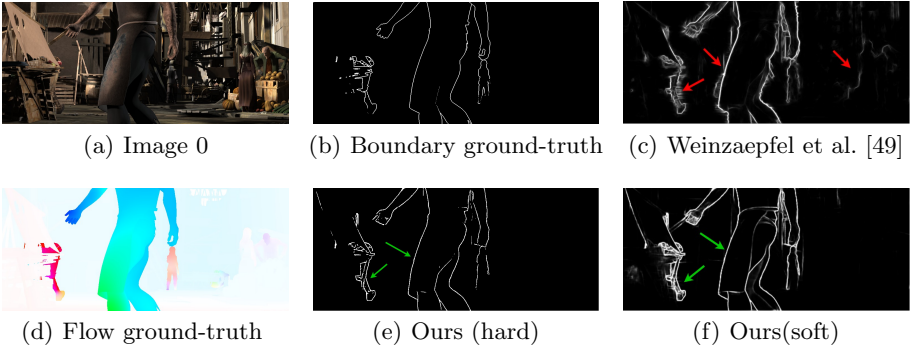 (a) Image 0
(b) Boundary ground-truth
(c) Weinzaepfel et al. [49]
(d) Flow ground-truth
(e) Ours (hard)
(f) Ours(soft)